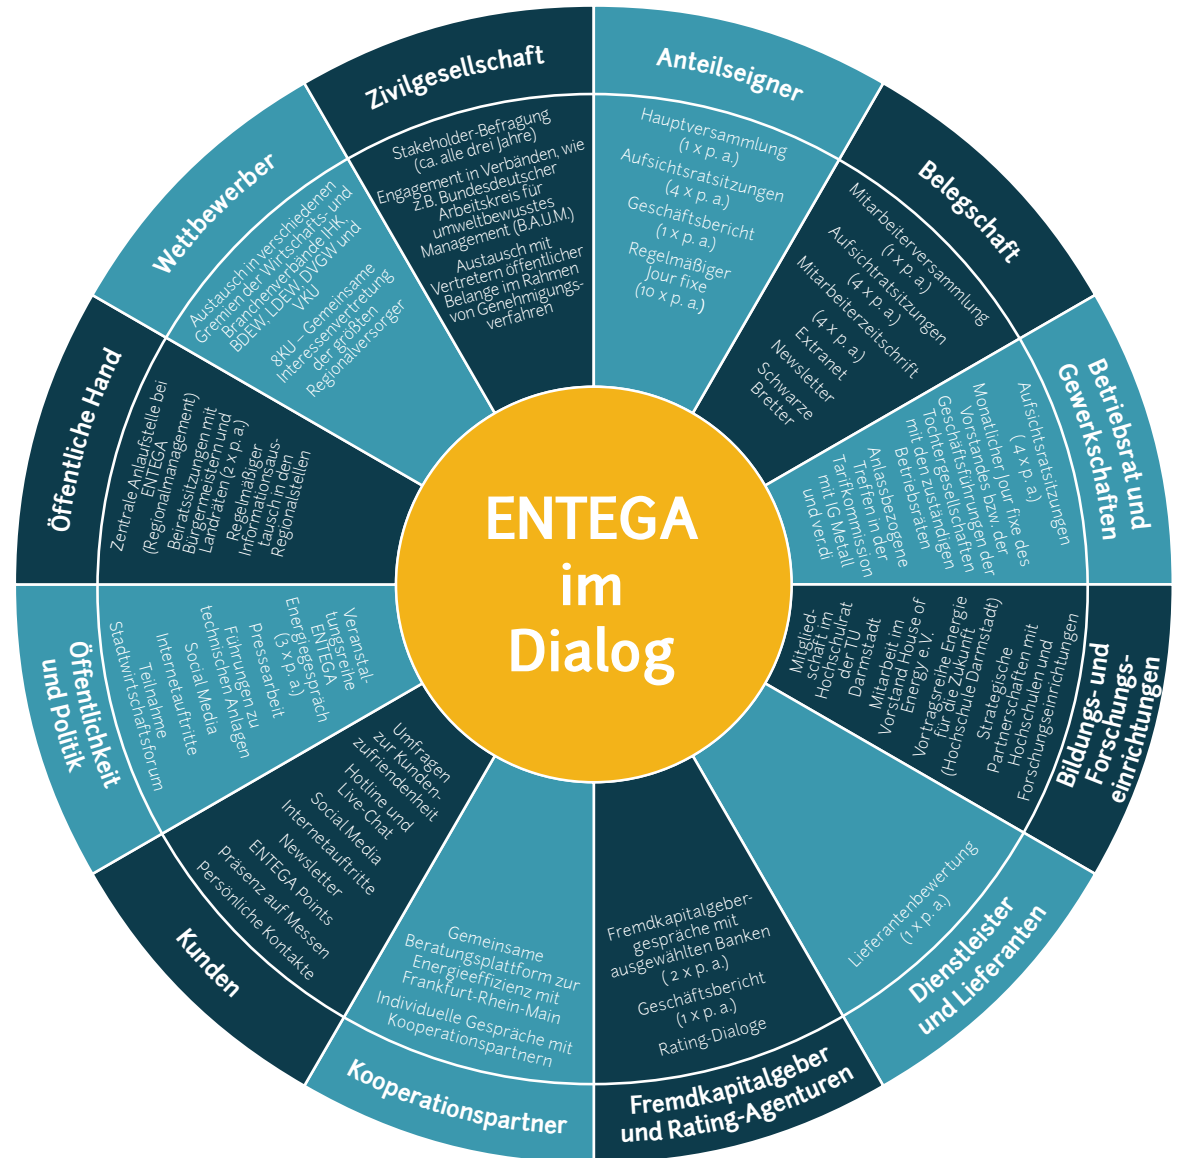 ENTEGA
im
Dialog
Anteilseigner
Hauptversammlung
(1 x p. a.)
Aufsichtsratsitzungen
(4 x p. a.)
Geschäftsbericht
(1 x p. a.)
Regelmäßiger
Jour fixe
(10 x p. a.)
Belegschaft
Mitarbeiterversammlung
(1 x p. a.)
Aufsichtratsitzungen
(4 x p. a.)
Mitarbeiterzeitschrift
(4 x p. a.)
Extranet
Newsletter
Schwarze
Bretter
Betriebsrat und
Gewerkschaften
Aufsichtsratsitzungen
( 4 x p. a.)
Monatlicher Jour fixe des
Vorstandes bzw. der
Geschäftsführungen der
Tochtergesellschaften
mit den zuständigen
Betriebsräten
Anlassbezogene
Treffen in der
Tarifkommission
mit IG Metall
und ver.di
Bildungs- und
Forschungs-
einrichtungen
Mitglied-
schaft im
Hochschulrat
der TU
Darmstadt
Mitarbeit im
Vorstand House of
Energy e. V.
Vortragsreihe Energie
für die Zukunft
(Hochschule Darmstadt)
Strategische
Partnerschaften mit
Hochschulen und
Forschungseinrichtungen
Dienstleister
und Lieferanten
Lieferantenbewertung
(1 x p. a.)
Fremdkapitalgeber
und Rating-Agenturen
Fremdkapitalgeber-
gespräche mit
ausgewählten Banken
( 2 x p. a.)
Geschäftsbericht
(1 x p. a.)
Rating-Dialoge
Kooperationspartner
Gemeinsame
Beratungsplattform zur
Energieeffizienz mit
Frankfurt-Rhein-Main
Individuelle Gespräche mit
Kooperationspartnern
Kunden
Umfragen
zur Kunden-
zufriendenheit
Hotline und
Live-Chat
Social Media
Internetauftritte
Newsletter
ENTEGA Points
Präsenz auf Messen
Persönliche Kontakte
Öffentlichkeit
und Politik
Veranstal-
tungsreihe
ENTEGA
Energiegespräch
(3 x p. a.)
Pressearbeit
Führungen zu
technischen Anlagen
Social Media
Internetauftritte
Teilnahme
Stadtwirtschaftsforum
Öffentliche Hand
Zentrale Anlaufstelle bei
ENTEGA
(Regionalmanagement)
Beiratssitzungen mit
Bürgermeistern und
Landräten (2 x p. a.)
Regelmäßiger
Informationsaus-
tausch in den
Regionalstellen
Wettbewerber
Austausch in verschiedenen
Gremien der Wirtschafts- und
Branchenverbände IHK,
BDEW, LDEW, DVGW und
VKU
8KU – Gemeinsame
Interessenvertretung
der größten
Regionalversorger
Zivilgesellschaft
Stakeholder-Befragung
(ca. alle drei Jahre)
Engagement in Verbänden, wie
z.B. Bundesdeutscher
Arbeitskreis für
umweltbewusstes
Management (B.A.U.M.)
Austausch mit
Vertretern öffentlicher
Belange im Rahmen
von Genehmigungs-
verfahren